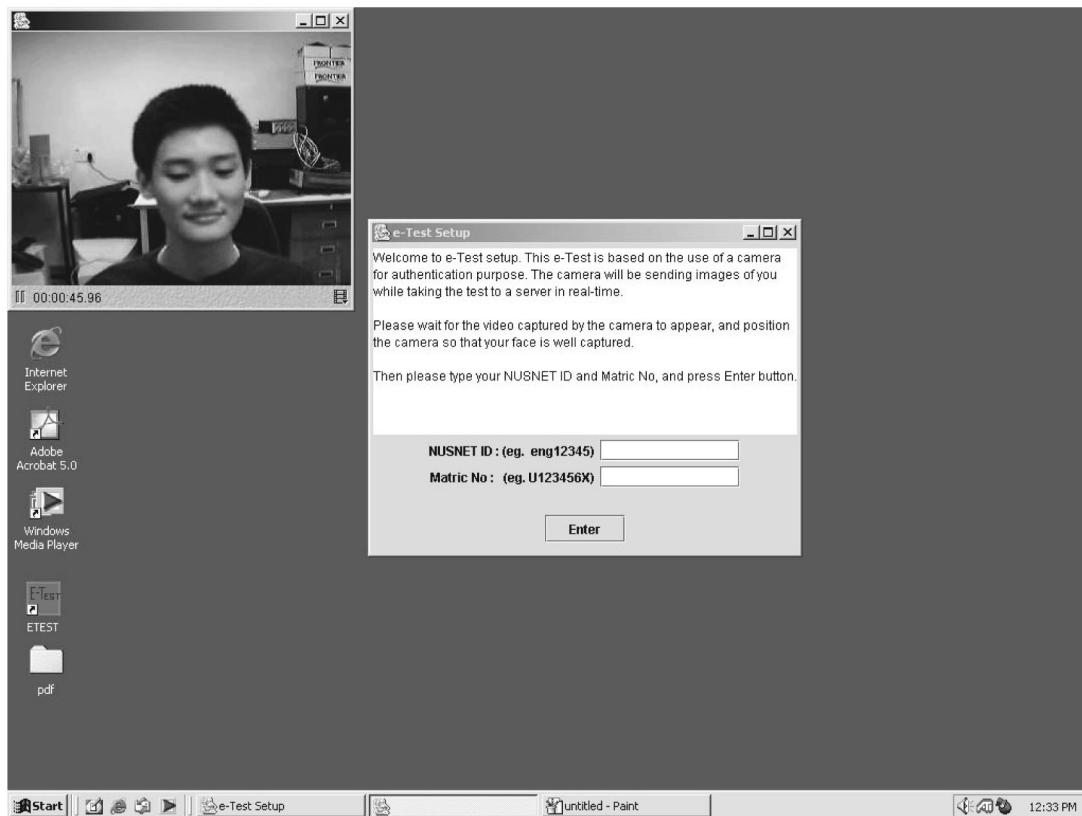 FRONTIER
FRONTIER
00:00:45.96
Internet
Explorer
Adobe
Acrobat 5.0
Windows
Media Player
E-TEST
ETEST
pdf
e-Test Setup
Welcome to e-Test setup. This e-Test is based on the use of a camera
for authentication purpose. The camera will be sending images of you
while taking the test to a server in real-time.
Please wait for the video captured by the camera to appear, and position
the camera so that your face is well captured.
Then please type your NUSNET ID and Matric No, and press Enter button.
NUSNET ID : (eg. eng12345)
Matric No : (eg. U123456X)
Enter
Start
e-Test Setup
untitled - Paint
12:33 PM